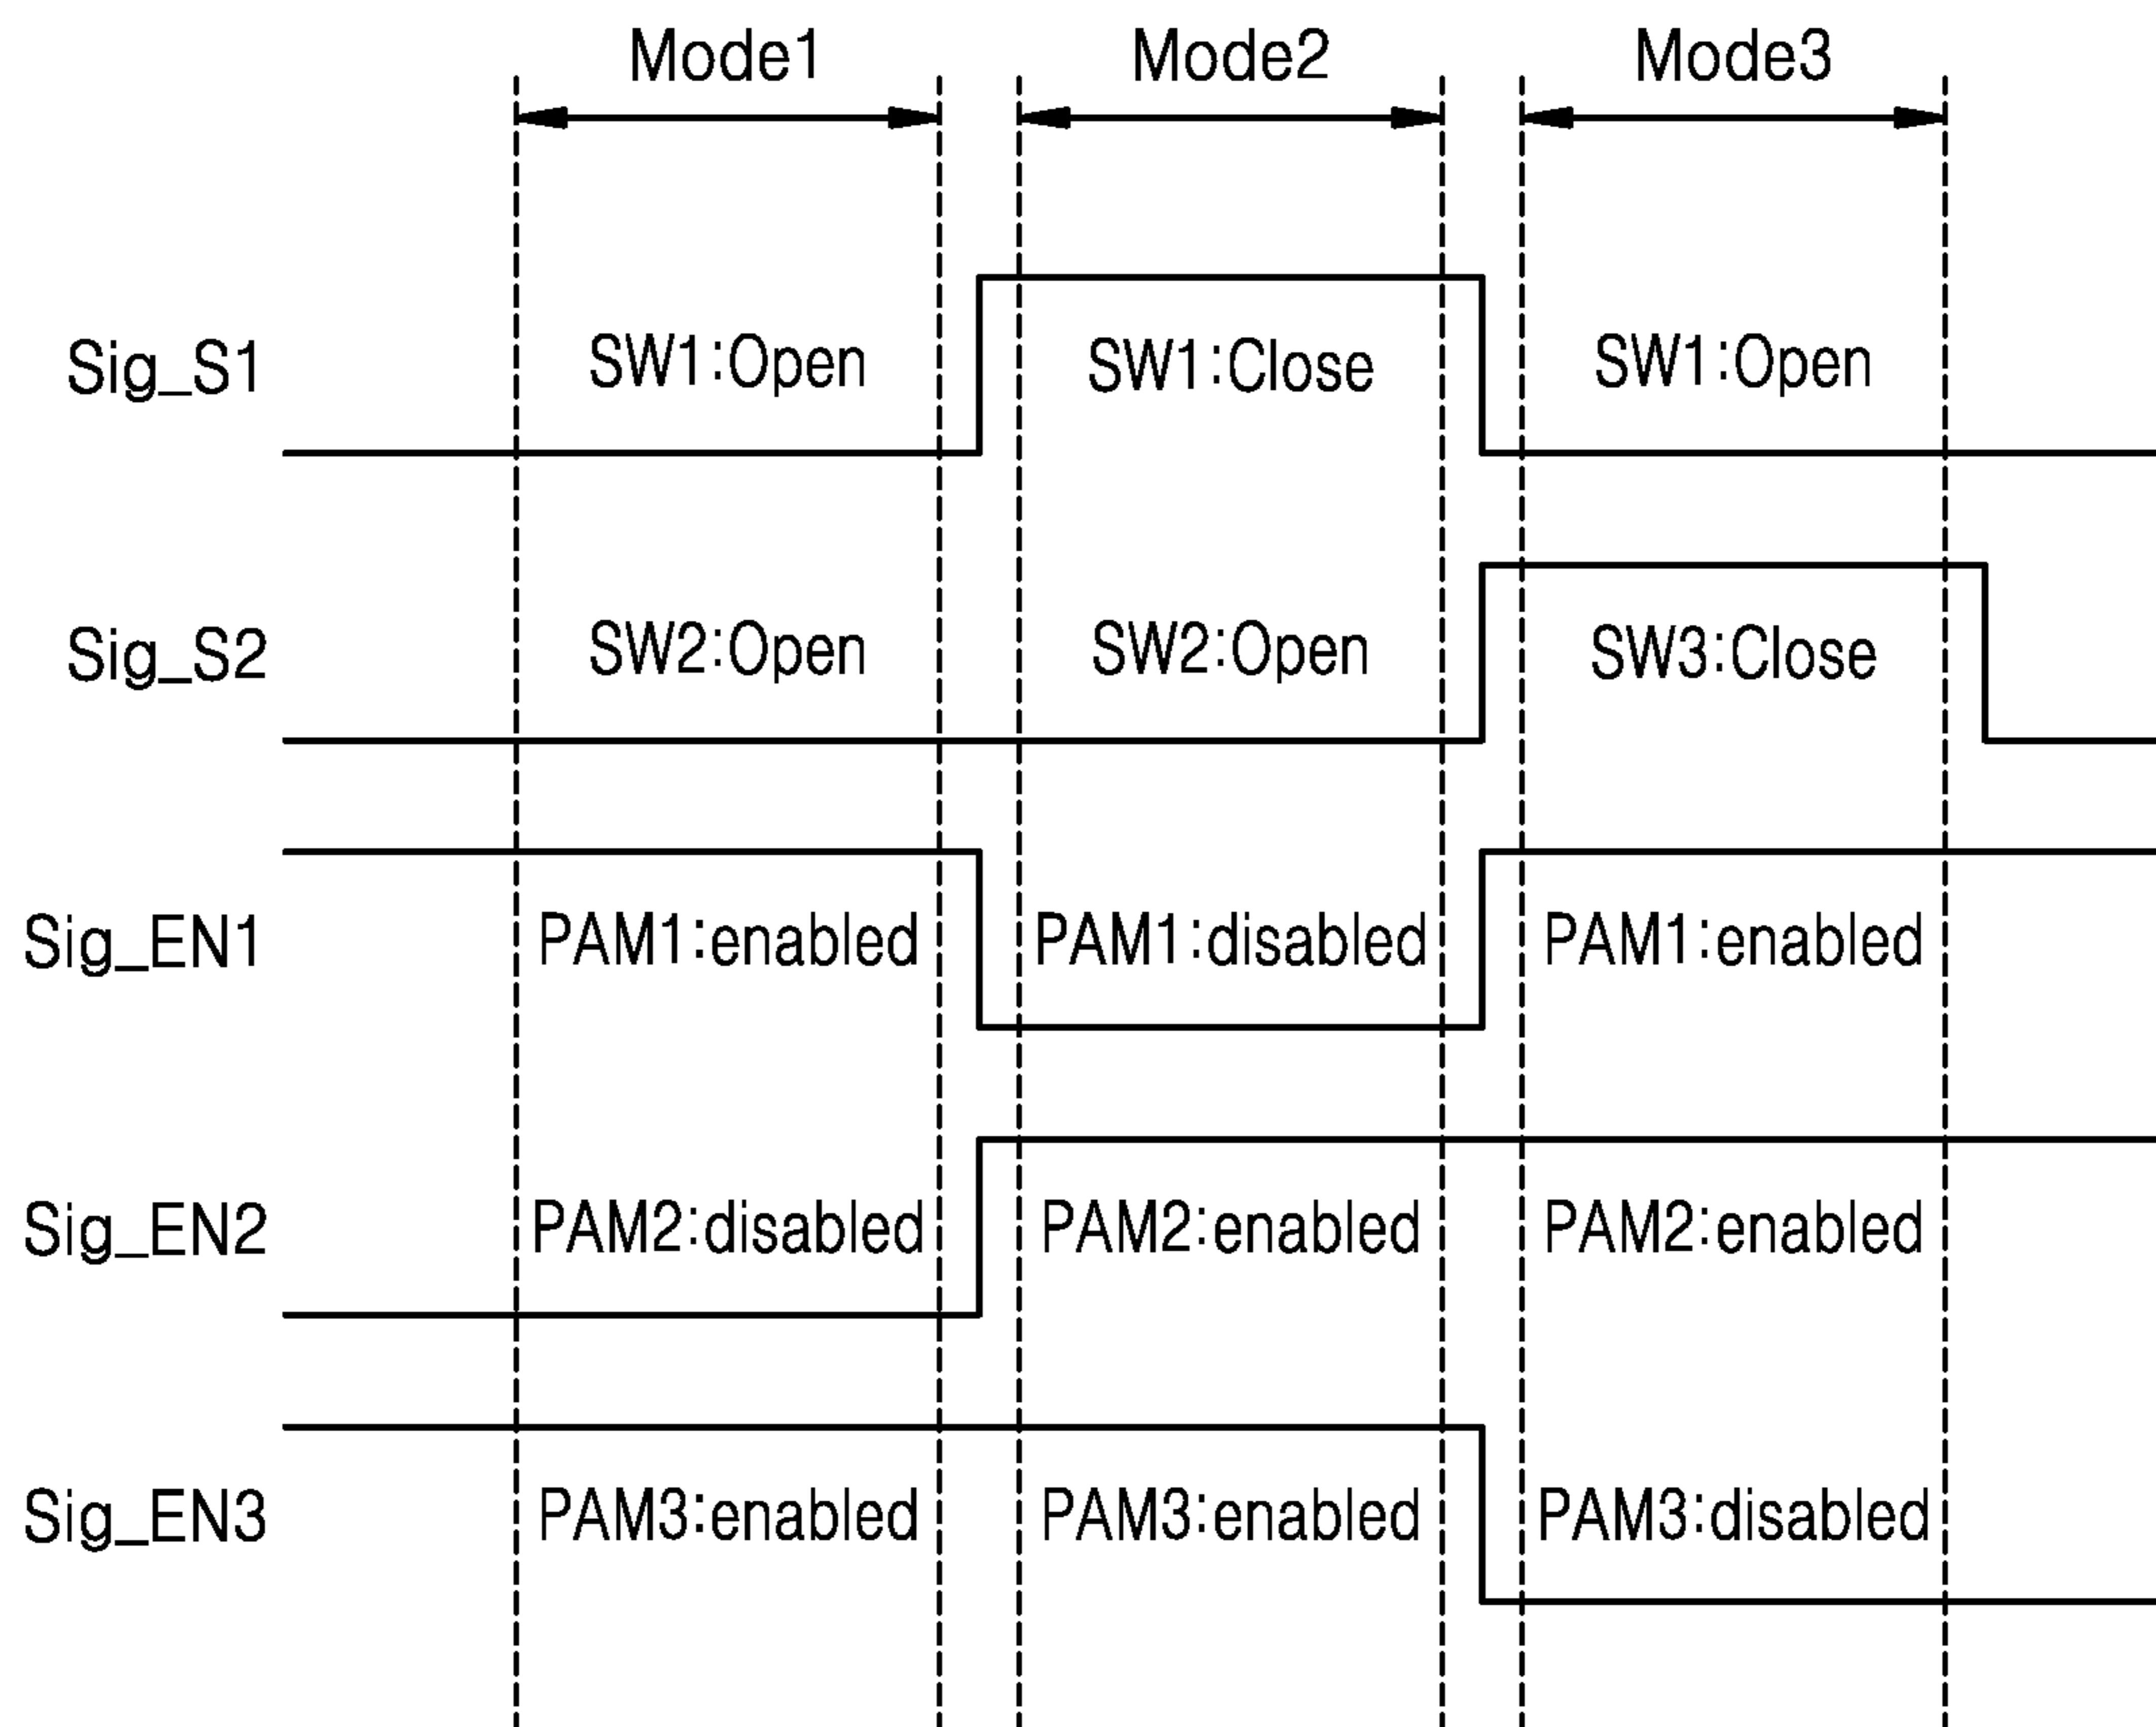 Mode1 Mode2 Mode3
Sig_S1 SW1:Open SW1:Close SW1:Open
Sig_S2 SW2:Open SW2:Open SW3:Close
Sig_EN1 PAM1:enabled PAM1:disabled PAM1:enabled
Sig_EN2 PAM2:disabled PAM2:enabled PAM2:enabled
Sig_EN3 PAM3:enabled PAM3:enabled PAM3:disabled